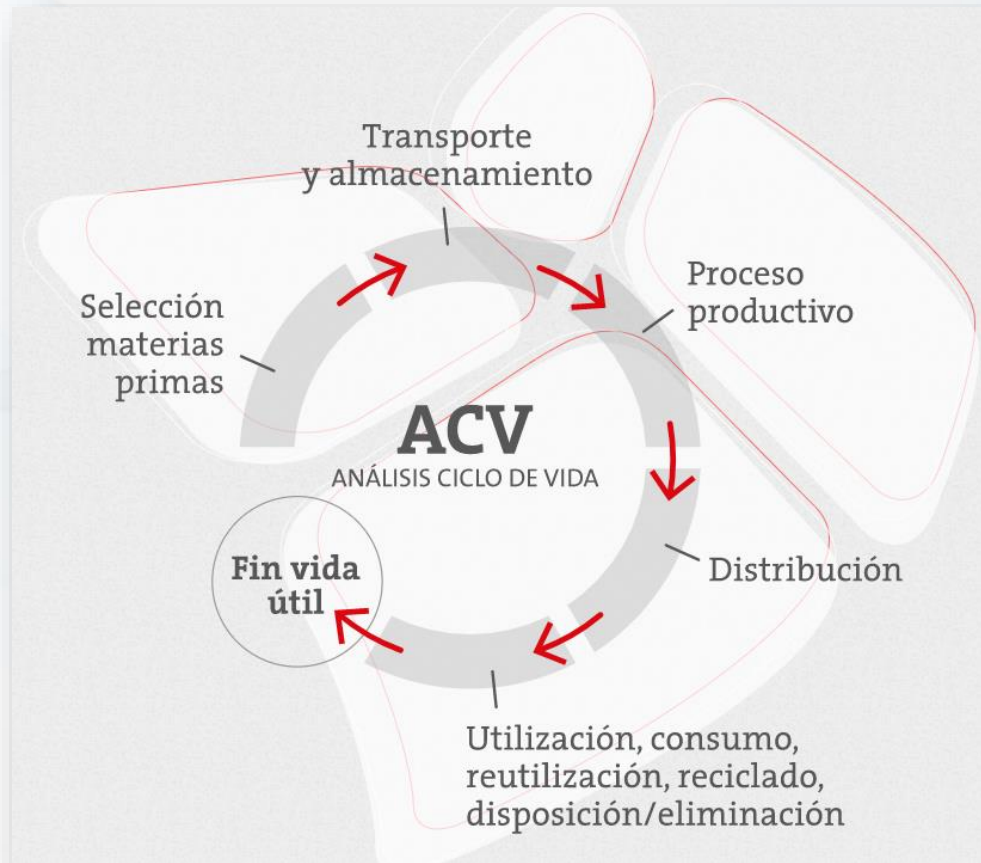 Transporte
y almacenamiento
Selección
materias
primas
Proceso
productivo
ACV
ANÁLISIS CICLO DE VIDA
Fin vida
útil
Distribución
Utilización, consumo,
reutilización, reciclado,
disposición/eliminación